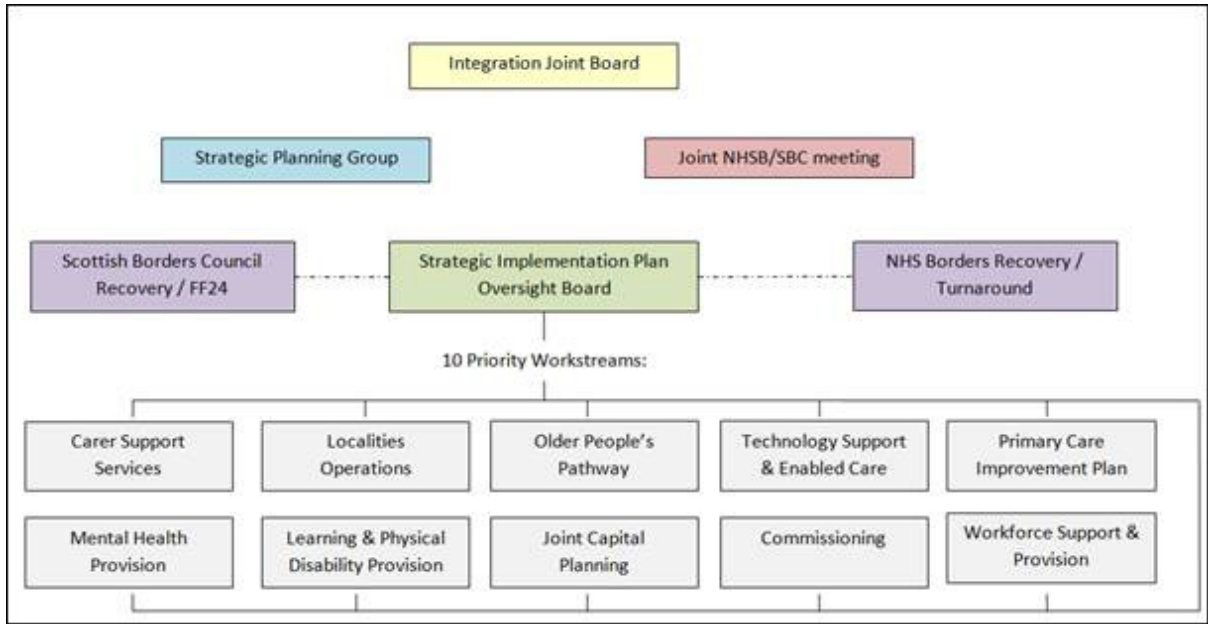 Integration Joint Board
Strategic Planning Group
Joint NHSB/SBC meeting
Scottish Borders Council
Recovery / FF24
Strategic Implementation Plan
Oversight Board
NHS Borders Recovery /
Turnaround
10 Priority Workstreams:
Carer Support
Services
Localities
Operations
Older People’s
Pathway
Technology Support
& Enabled Care
Primary Care
Improvement Plan
Mental Health
Provision
Learning & Physical
Disability Provision
Joint Capital
Planning
Commissioning
Workforce Support &
Provision